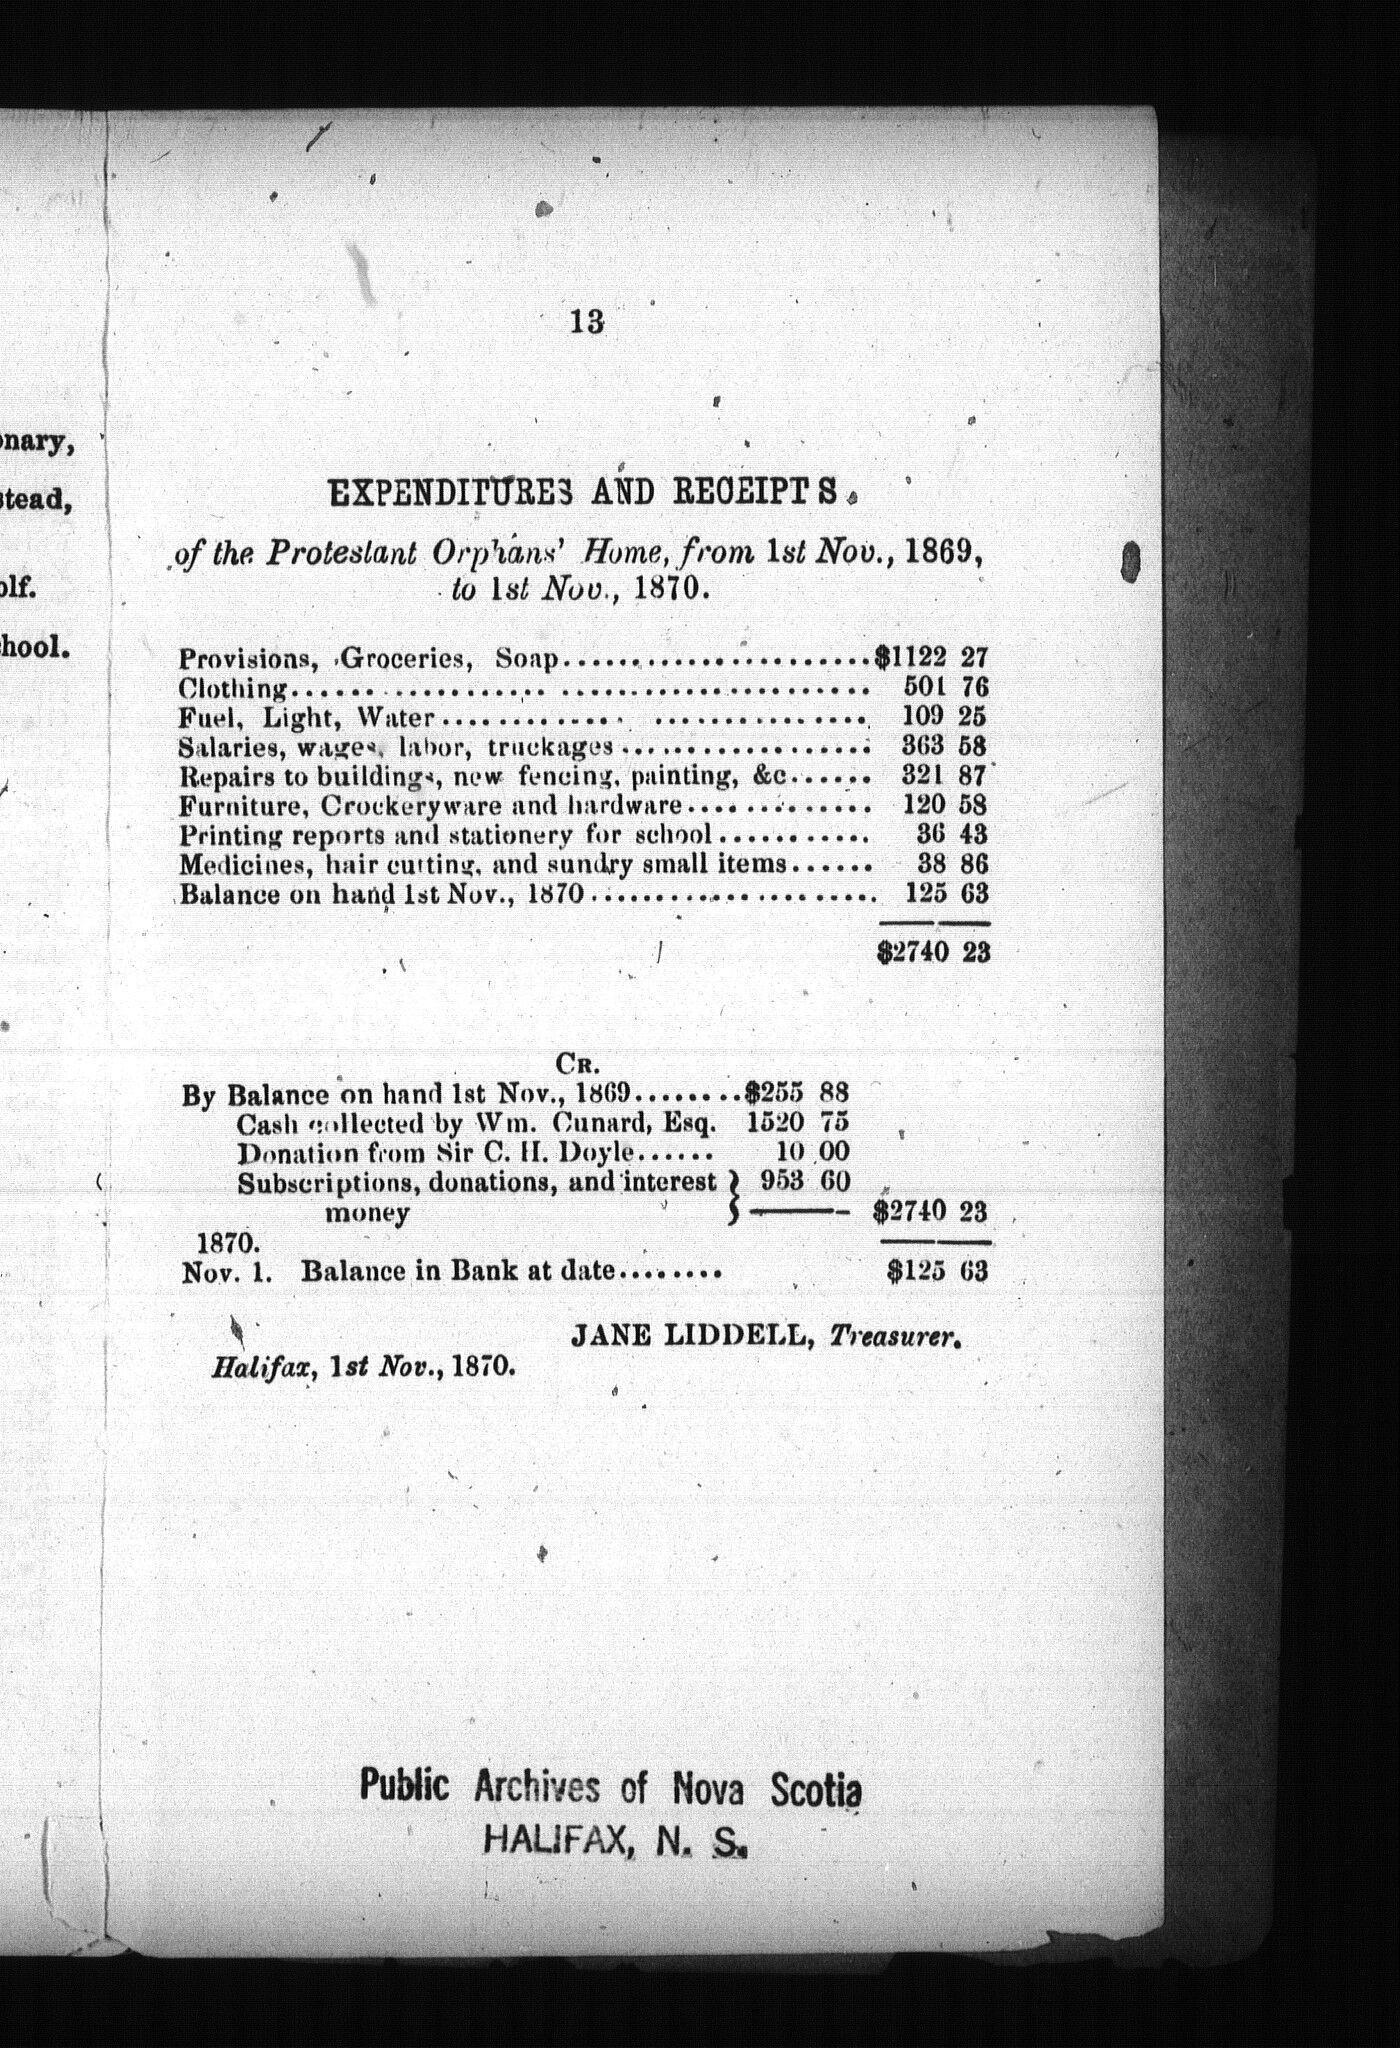 13
onary,
stead,
olf.
chool.
EXPENDITURES AND RECEIPTS.
of the Protestant Orphans' Home, from 1st Nov., 1869,
to 1st Nov., 1870.
Provisions, Groceries, Soap......................$1122 27
Clothing........................................ 501 76
Fuel, Light, Water.............................. 109 25
Salaries, wages, labor, truckages.................. 363 58
Repairs to buildings, new fencing, painting, &c...... 321 87
Furniture, Crockeryware and hardware............. 120 58
Printing reports and stationery for school........... 36 43
Medicines, hair cutting, and sundry small items...... 38 86
Balance on hand 1st Nov., 1870.................... 125 63
$2740 23
CR.
By Balance on hand 1st Nov., 1869........$255 88
Cash collected by Wm. Cunard, Esq. 1520 75
Donation from Sir C. H. Doyle...... 10 00
Subscriptions, donations, and interest } 953 60
money $2740 23
1870.
Nov. 1. Balance in Bank at date........ $125 63
JANE LIDDELL, Treasurer.
Halifax, 1st Nov., 1870.
Public Archives of Nova Scotia
HALIFAX, N. S.